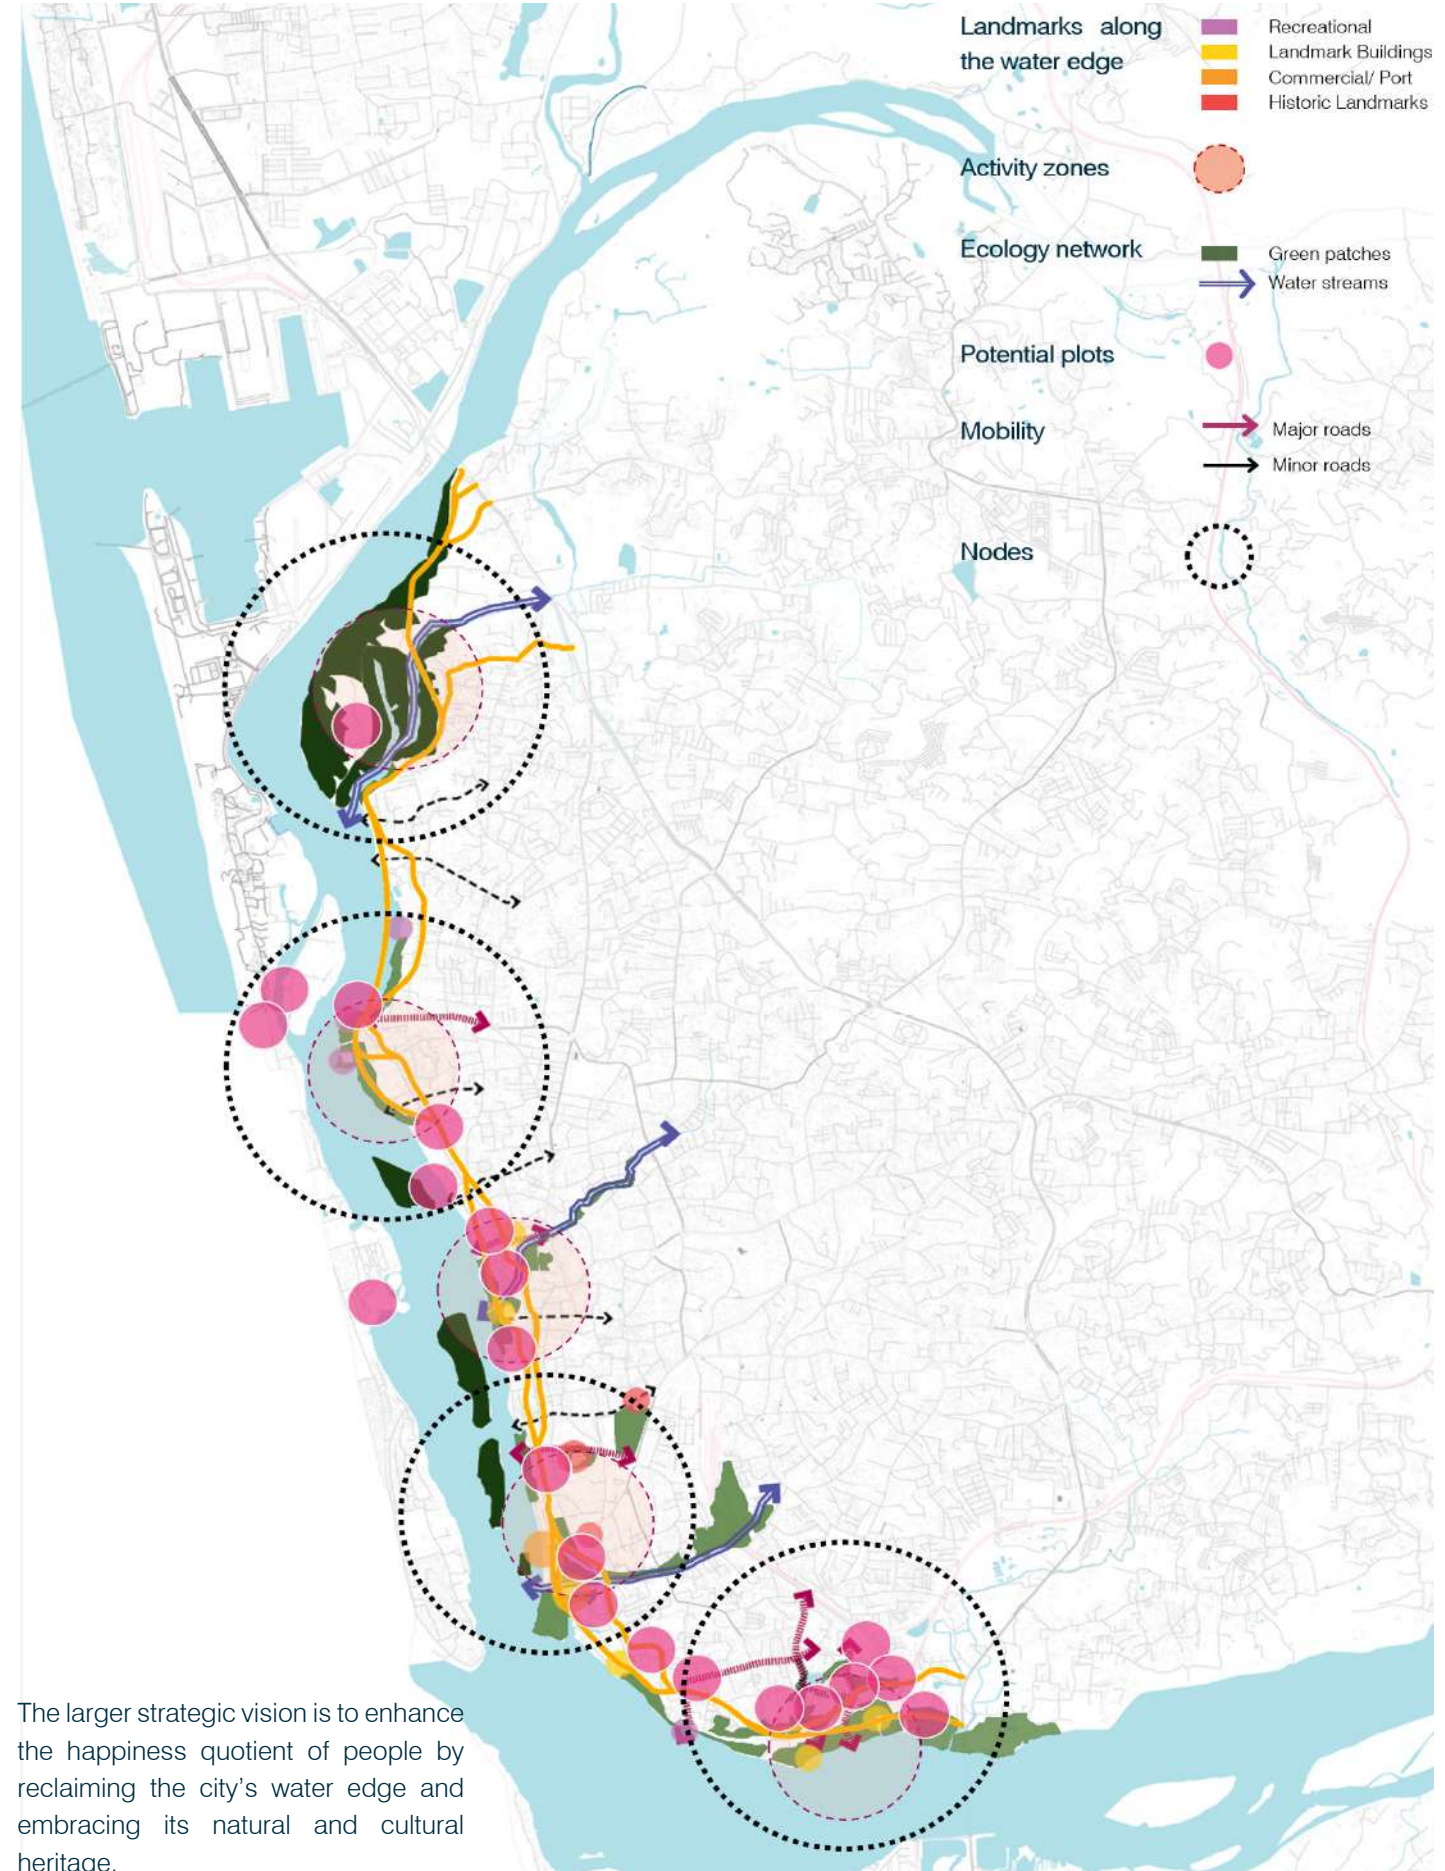 Landmarks along
the water edge
Recreational
Landmark Buildings
Commercial/ Port
Historic Landmarks
Activity zones
Ecology network
Green patches
Water streams
Potential plots
Mobility
Major roads
Minor roads
Nodes
The larger strategic vision is to enhance
the happiness quotient of people by
reclaiming the city's water edge and
embracing its natural and cultural
heritage.